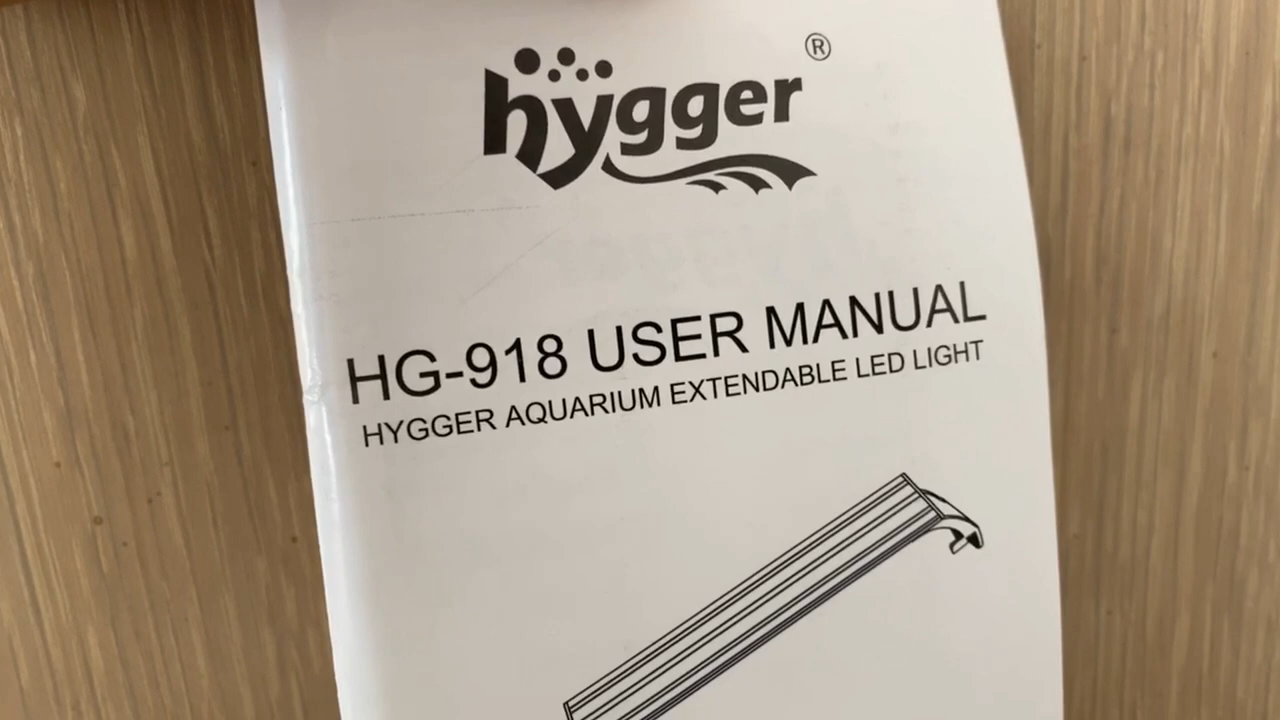 hygger®
HG-918 USER MANUAL
HYGGER AQUARIUM EXTENDABLE LED LIGHT